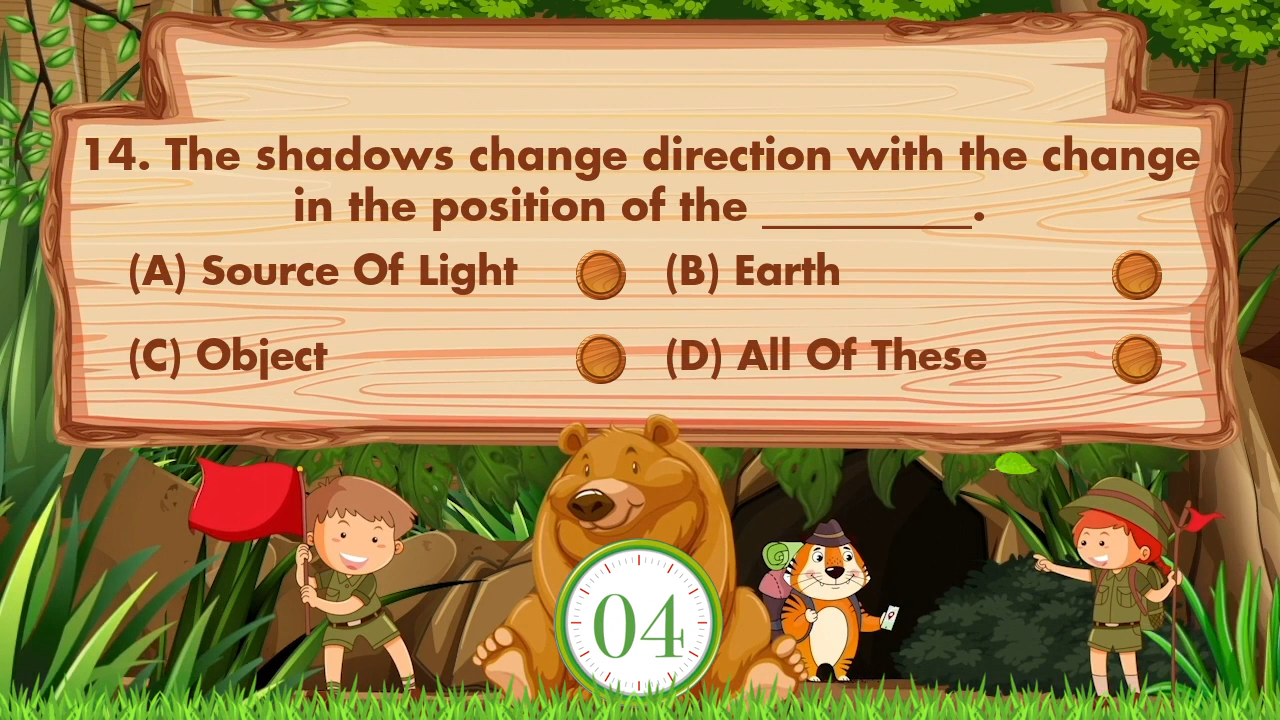 14. The shadows change direction with the change
in the position of the _________.
(A) Source Of Light
(B) Earth
(C) Object
(D) All Of These
04